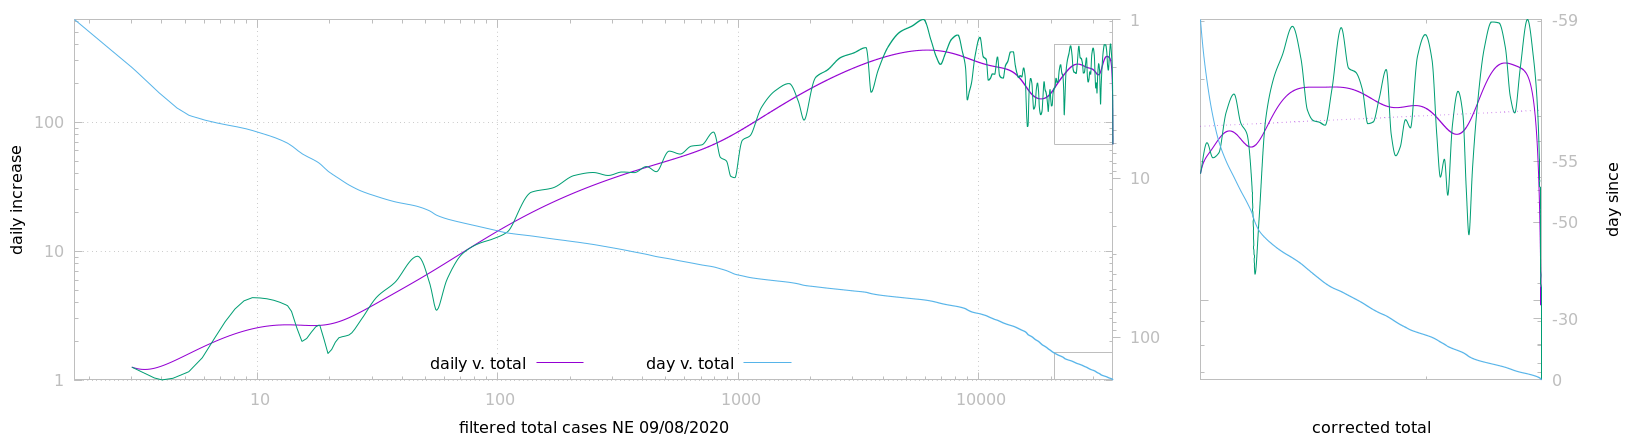 daily increase
100
10
1
10
100
1000
10000
1
10
100
daily v. total
day v. total
filtered total cases NE 09/08/2020
-59
-55
-50
-30
0
day since
corrected total